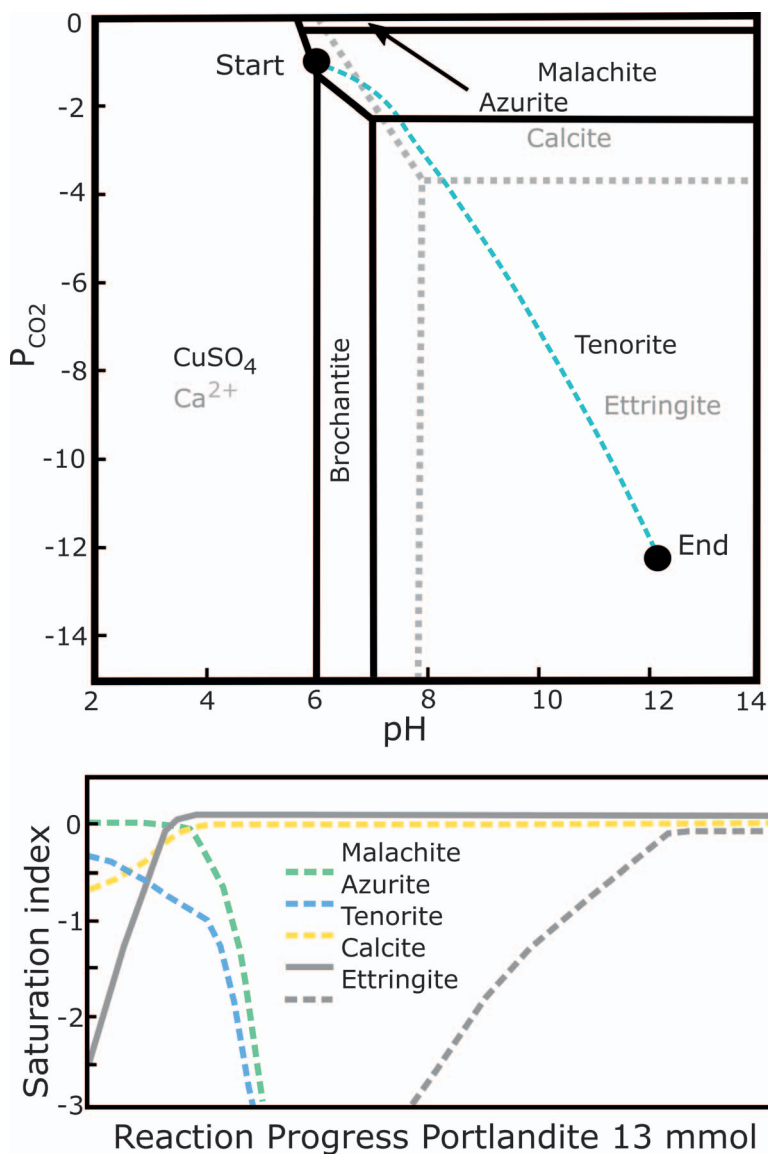 0
-2
-4
-6
-8
-10
-12
-14
P_CO2
Start
Malachite
Azurite
Calcite
CuSO₄
Ca²⁺
Brochantite
Tenorite
Ettringite
End
2 4 6 8 10 12 14
pH
0
-1
-2
-3
Saturation index
Malachite
Azurite
Tenorite
Calcite
Ettringite
Reaction Progress Portlandite 13 mmol